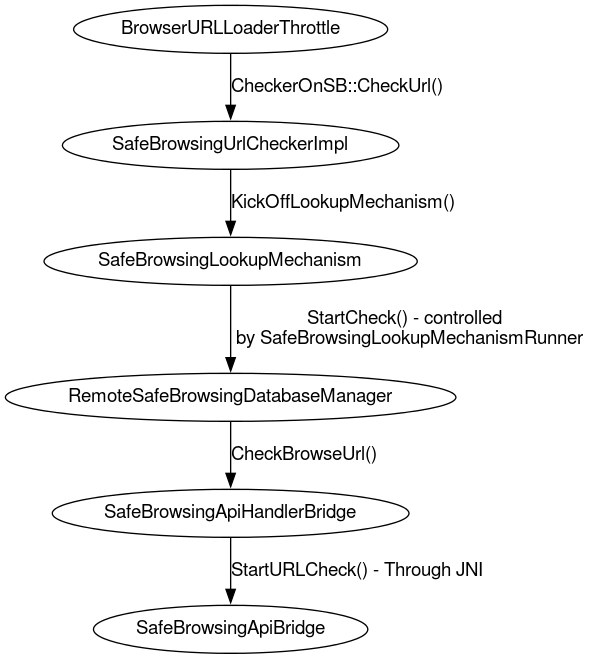 BrowserURLLoaderThrottle
CheckerOnSB::CheckUrl()
SafeBrowsingUrlCheckerImpl
KickOffLookupMechanism()
SafeBrowsingLookupMechanism
StartCheck() - controlled
by SafeBrowsingLookupMechanismRunner
RemoteSafeBrowsingDatabaseManager
CheckBrowseUrl()
SafeBrowsingApiHandlerBridge
StartURLCheck() - Through JNI
SafeBrowsingApiBridge